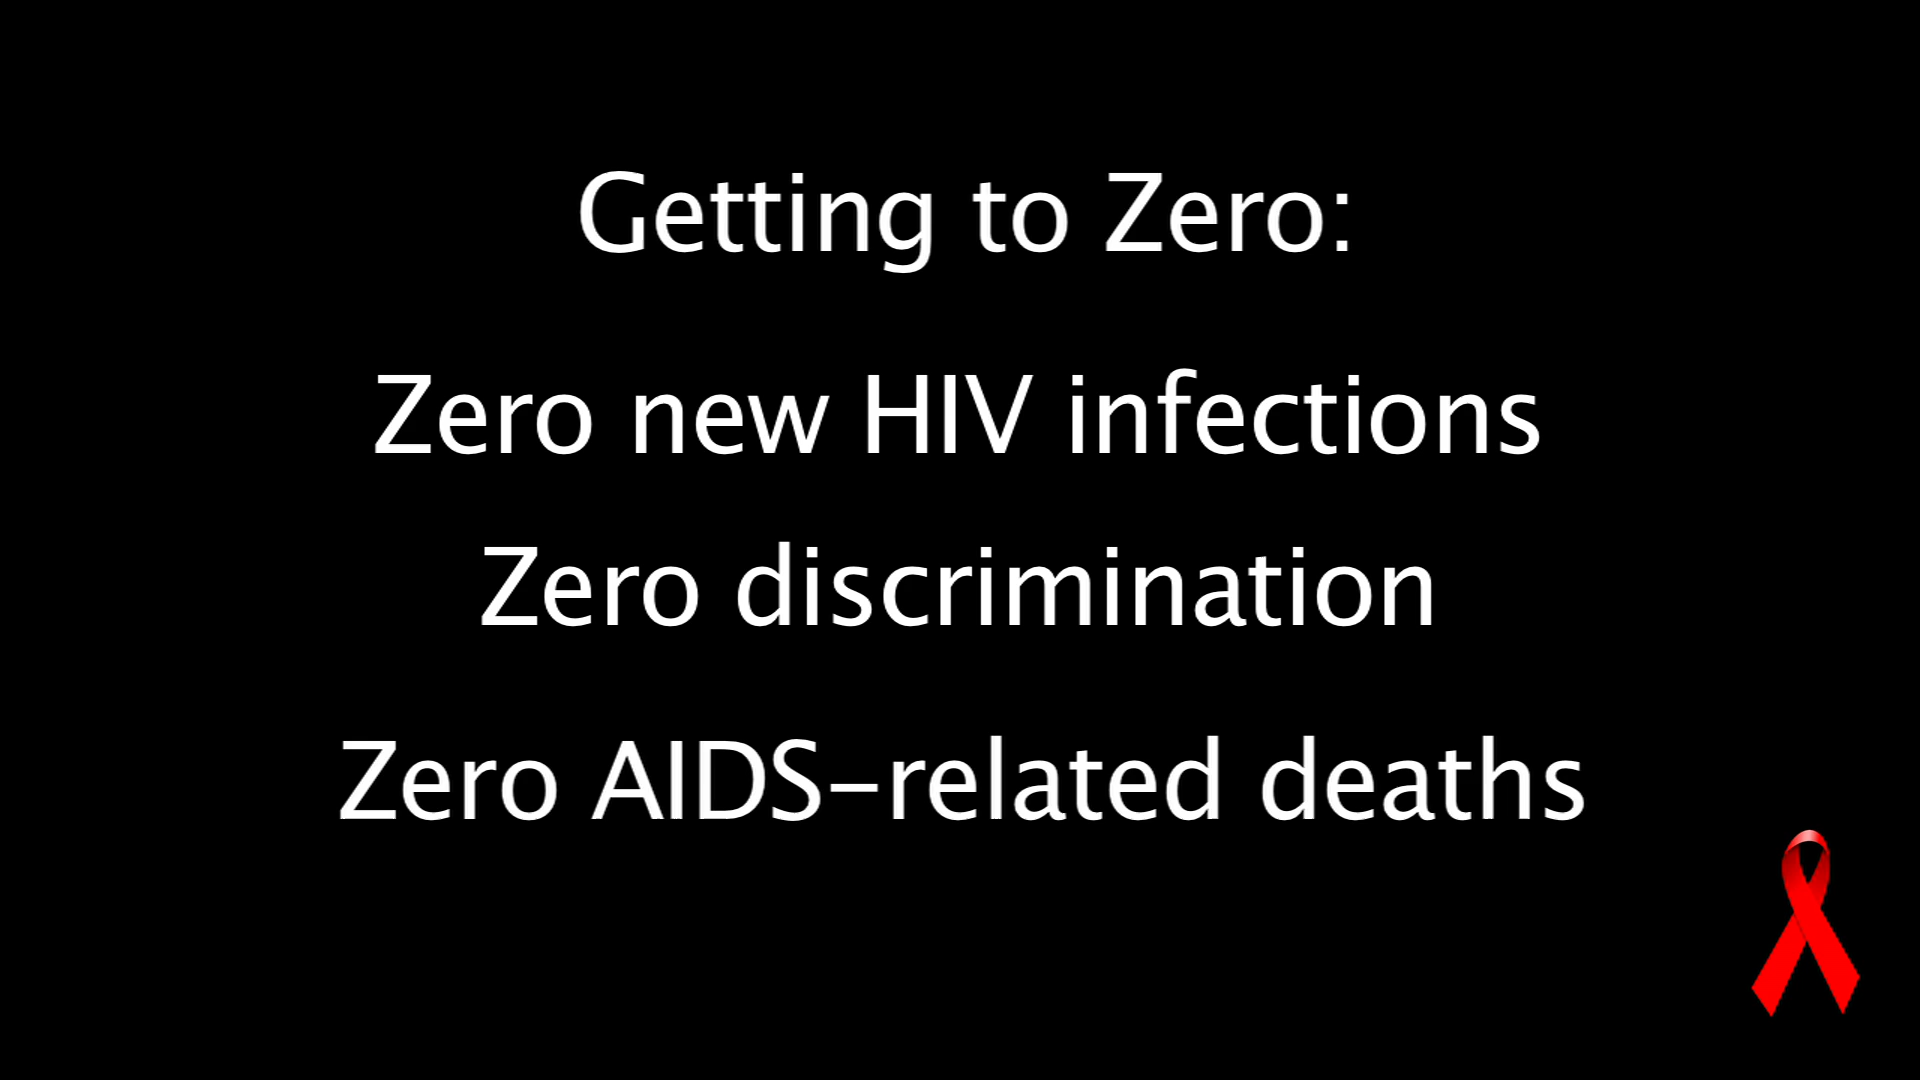 Getting to Zero:
Zero new HIV infections
Zero discrimination
Zero AIDS-related deaths